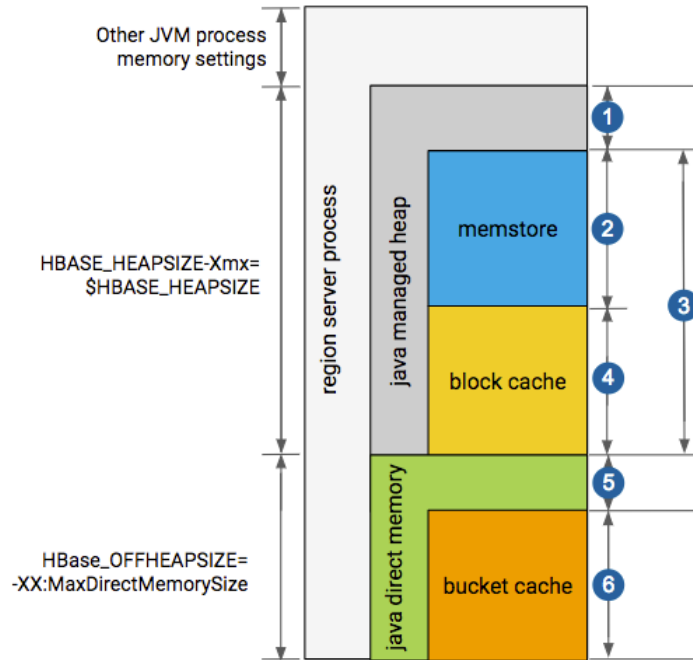 Other JVM process
memory settings
1
memstore
2
HBASE_HEAPSIZE-Xmx=
$HBASE_HEAPSIZE
region server process
java managed heap
3
block cache
4
5
HBase_OFFHEAPSIZE=
-XX:MaxDirectMemorySize
java direct memory
bucket cache
6